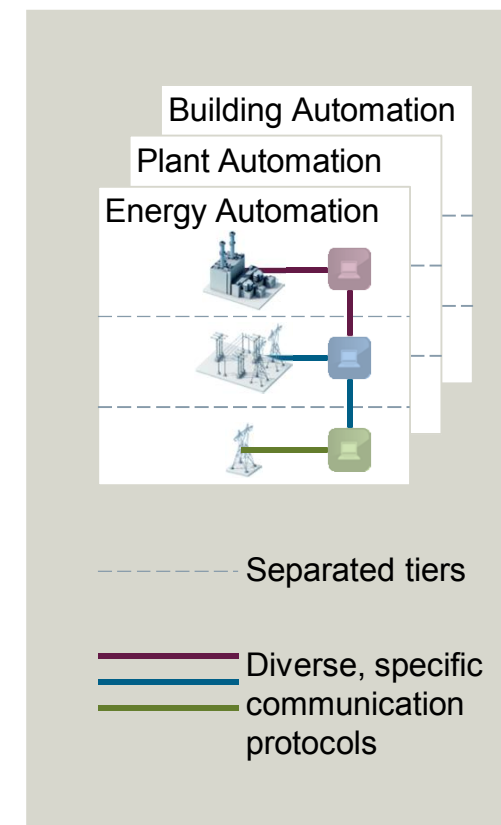 Building Automation
Plant Automation
Energy Automation
Separated tiers
Diverse, specific
communication
protocols